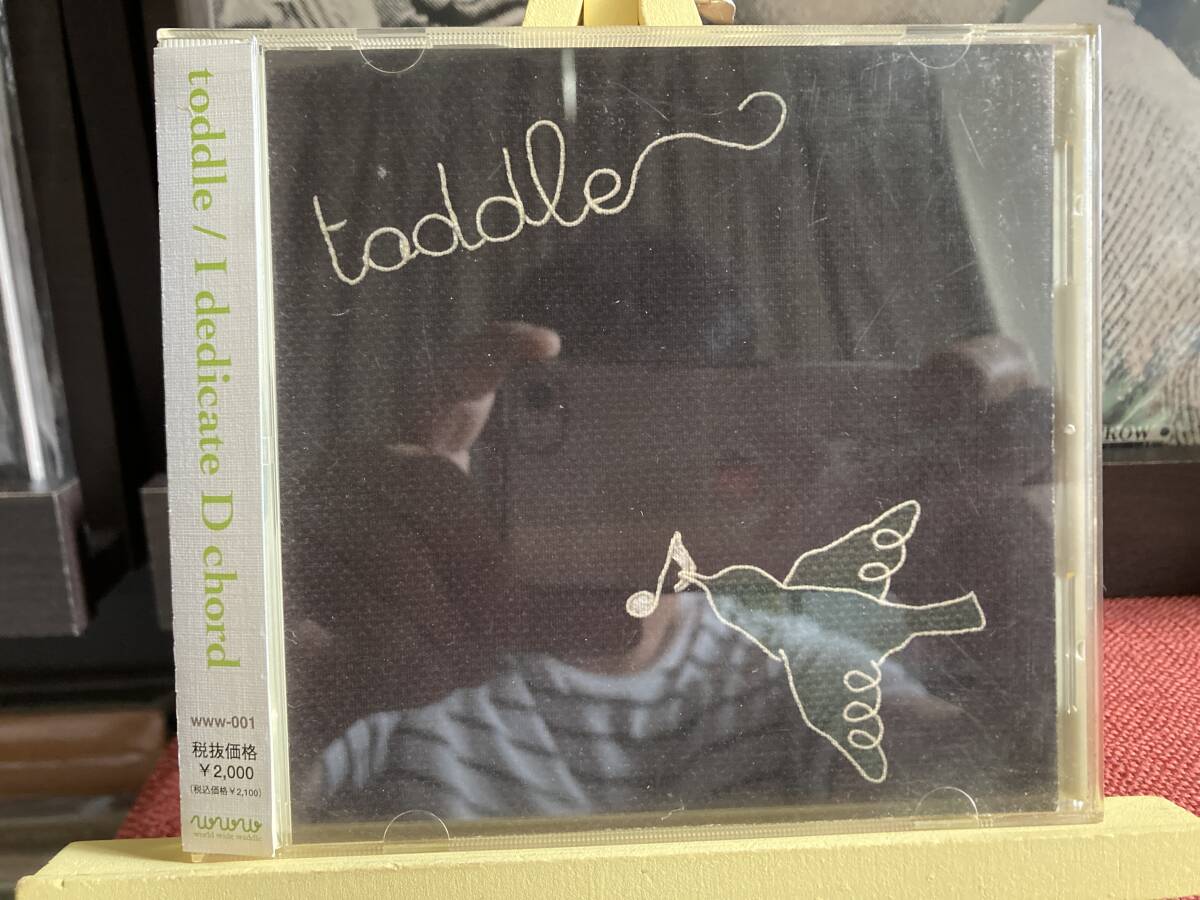 toddle / I dedicate D chord
www-001
税抜価格
¥2,000
(税込価格¥2,100)
www
world wide waddle
toddle
ROW